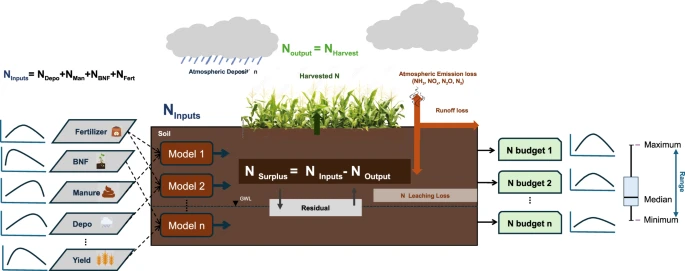 N_output = N_Harvest
Atmospheric Deposit n
Harvested N
Atmospheric Emission loss
(NH₃, NOₓ, N₂O, N₂)
N_Inputs = N_Depo+N_Man+N_BNF+N_Fert
N_Inputs
Runoff loss
Soil
Fertilizer
BNF
Manure
Depo
Yield
Model 1
Model 2
Model n
N_Surplus = N_Inputs - N_Output
N Leaching Loss
GWL
Residual
N budget 1
N budget 2
N budget n
Maximum
Range
Median
Minimum